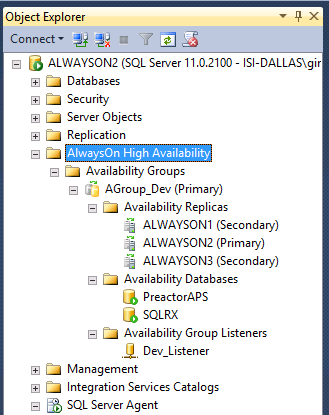 Object Explorer
Connect
ALWAYSON2 (SQL Server 11.0.2100 - ISI-DALLAS\gir
Databases
Security
Server Objects
Replication
AlwaysOn High Availability
Availability Groups
AGroup_Dev (Primary)
Availability Replicas
ALWAYSON1 (Secondary)
ALWAYSON2 (Primary)
ALWAYSON3 (Secondary)
Availability Databases
PreactorAPS
SQLRX
Availability Group Listeners
Dev_Listener
Management
Integration Services Catalogs
SQL Server Agent